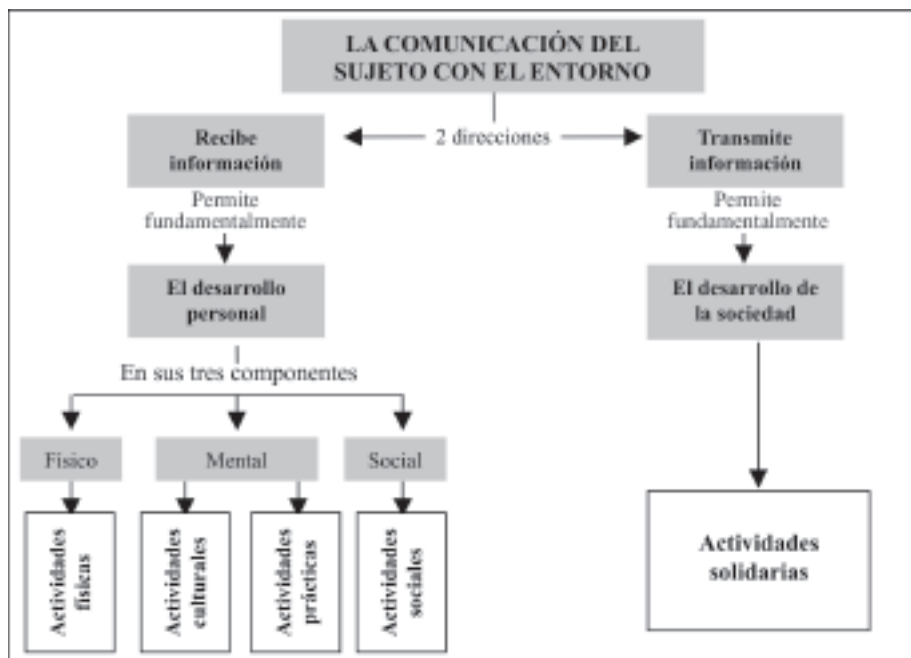 LA COMUNICACIÓN DEL
SUJETO CON EL ENTORNO
2 direcciones
Recibe
información
Transmite
información
Permite
fundamentalmente
Permite
fundamentalmente
El desarrollo
personal
El desarrollo de
la sociedad
En sus tres componentes
Físico
Mental
Social
Actividades
físicas
Actividades
culturales
Actividades
prácticas
Actividades
sociales
Actividades
solidarias